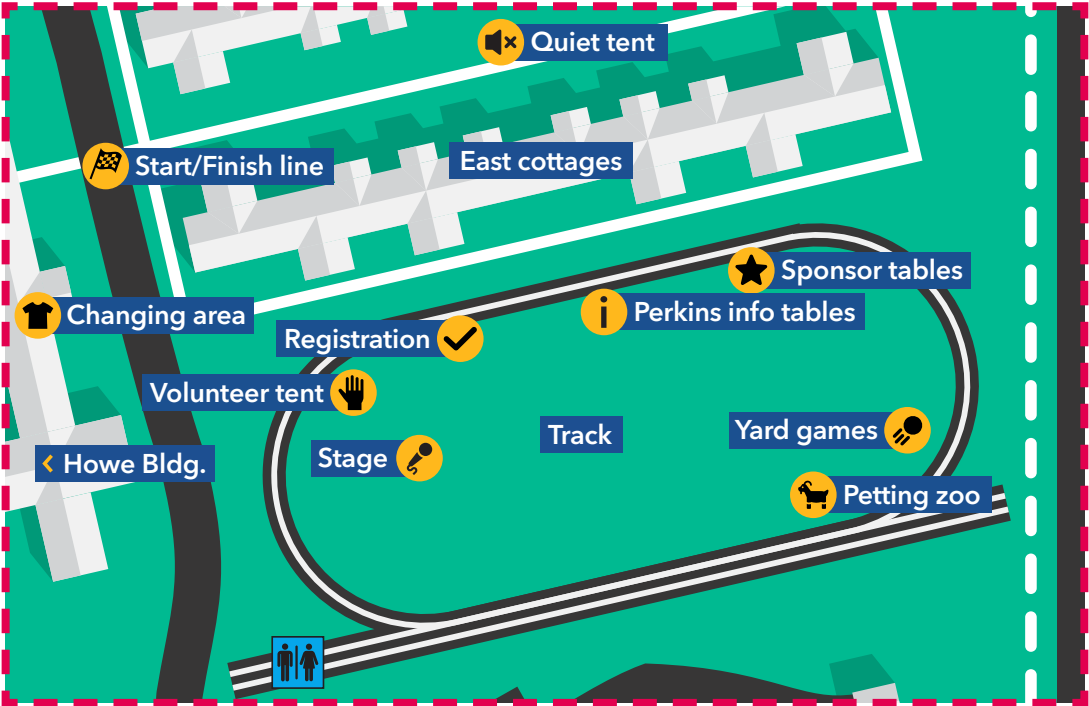 Quiet tent
Start/Finish line
East cottages
Sponsor tables
Changing area
Perkins info tables
Registration
Volunteer tent
Track
Yard games
Stage
< Howe Bldg.
Petting zoo